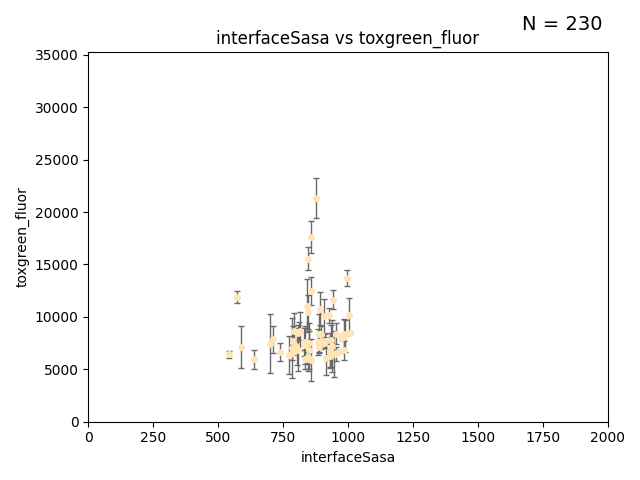 N = 230
interfaceSasa vs toxgreen_fluor
35000
30000
25000
20000
15000
10000
5000
0
toxgreen_fluor
0 250 500 750 1000 1250 1500 1750 2000
interfaceSasa